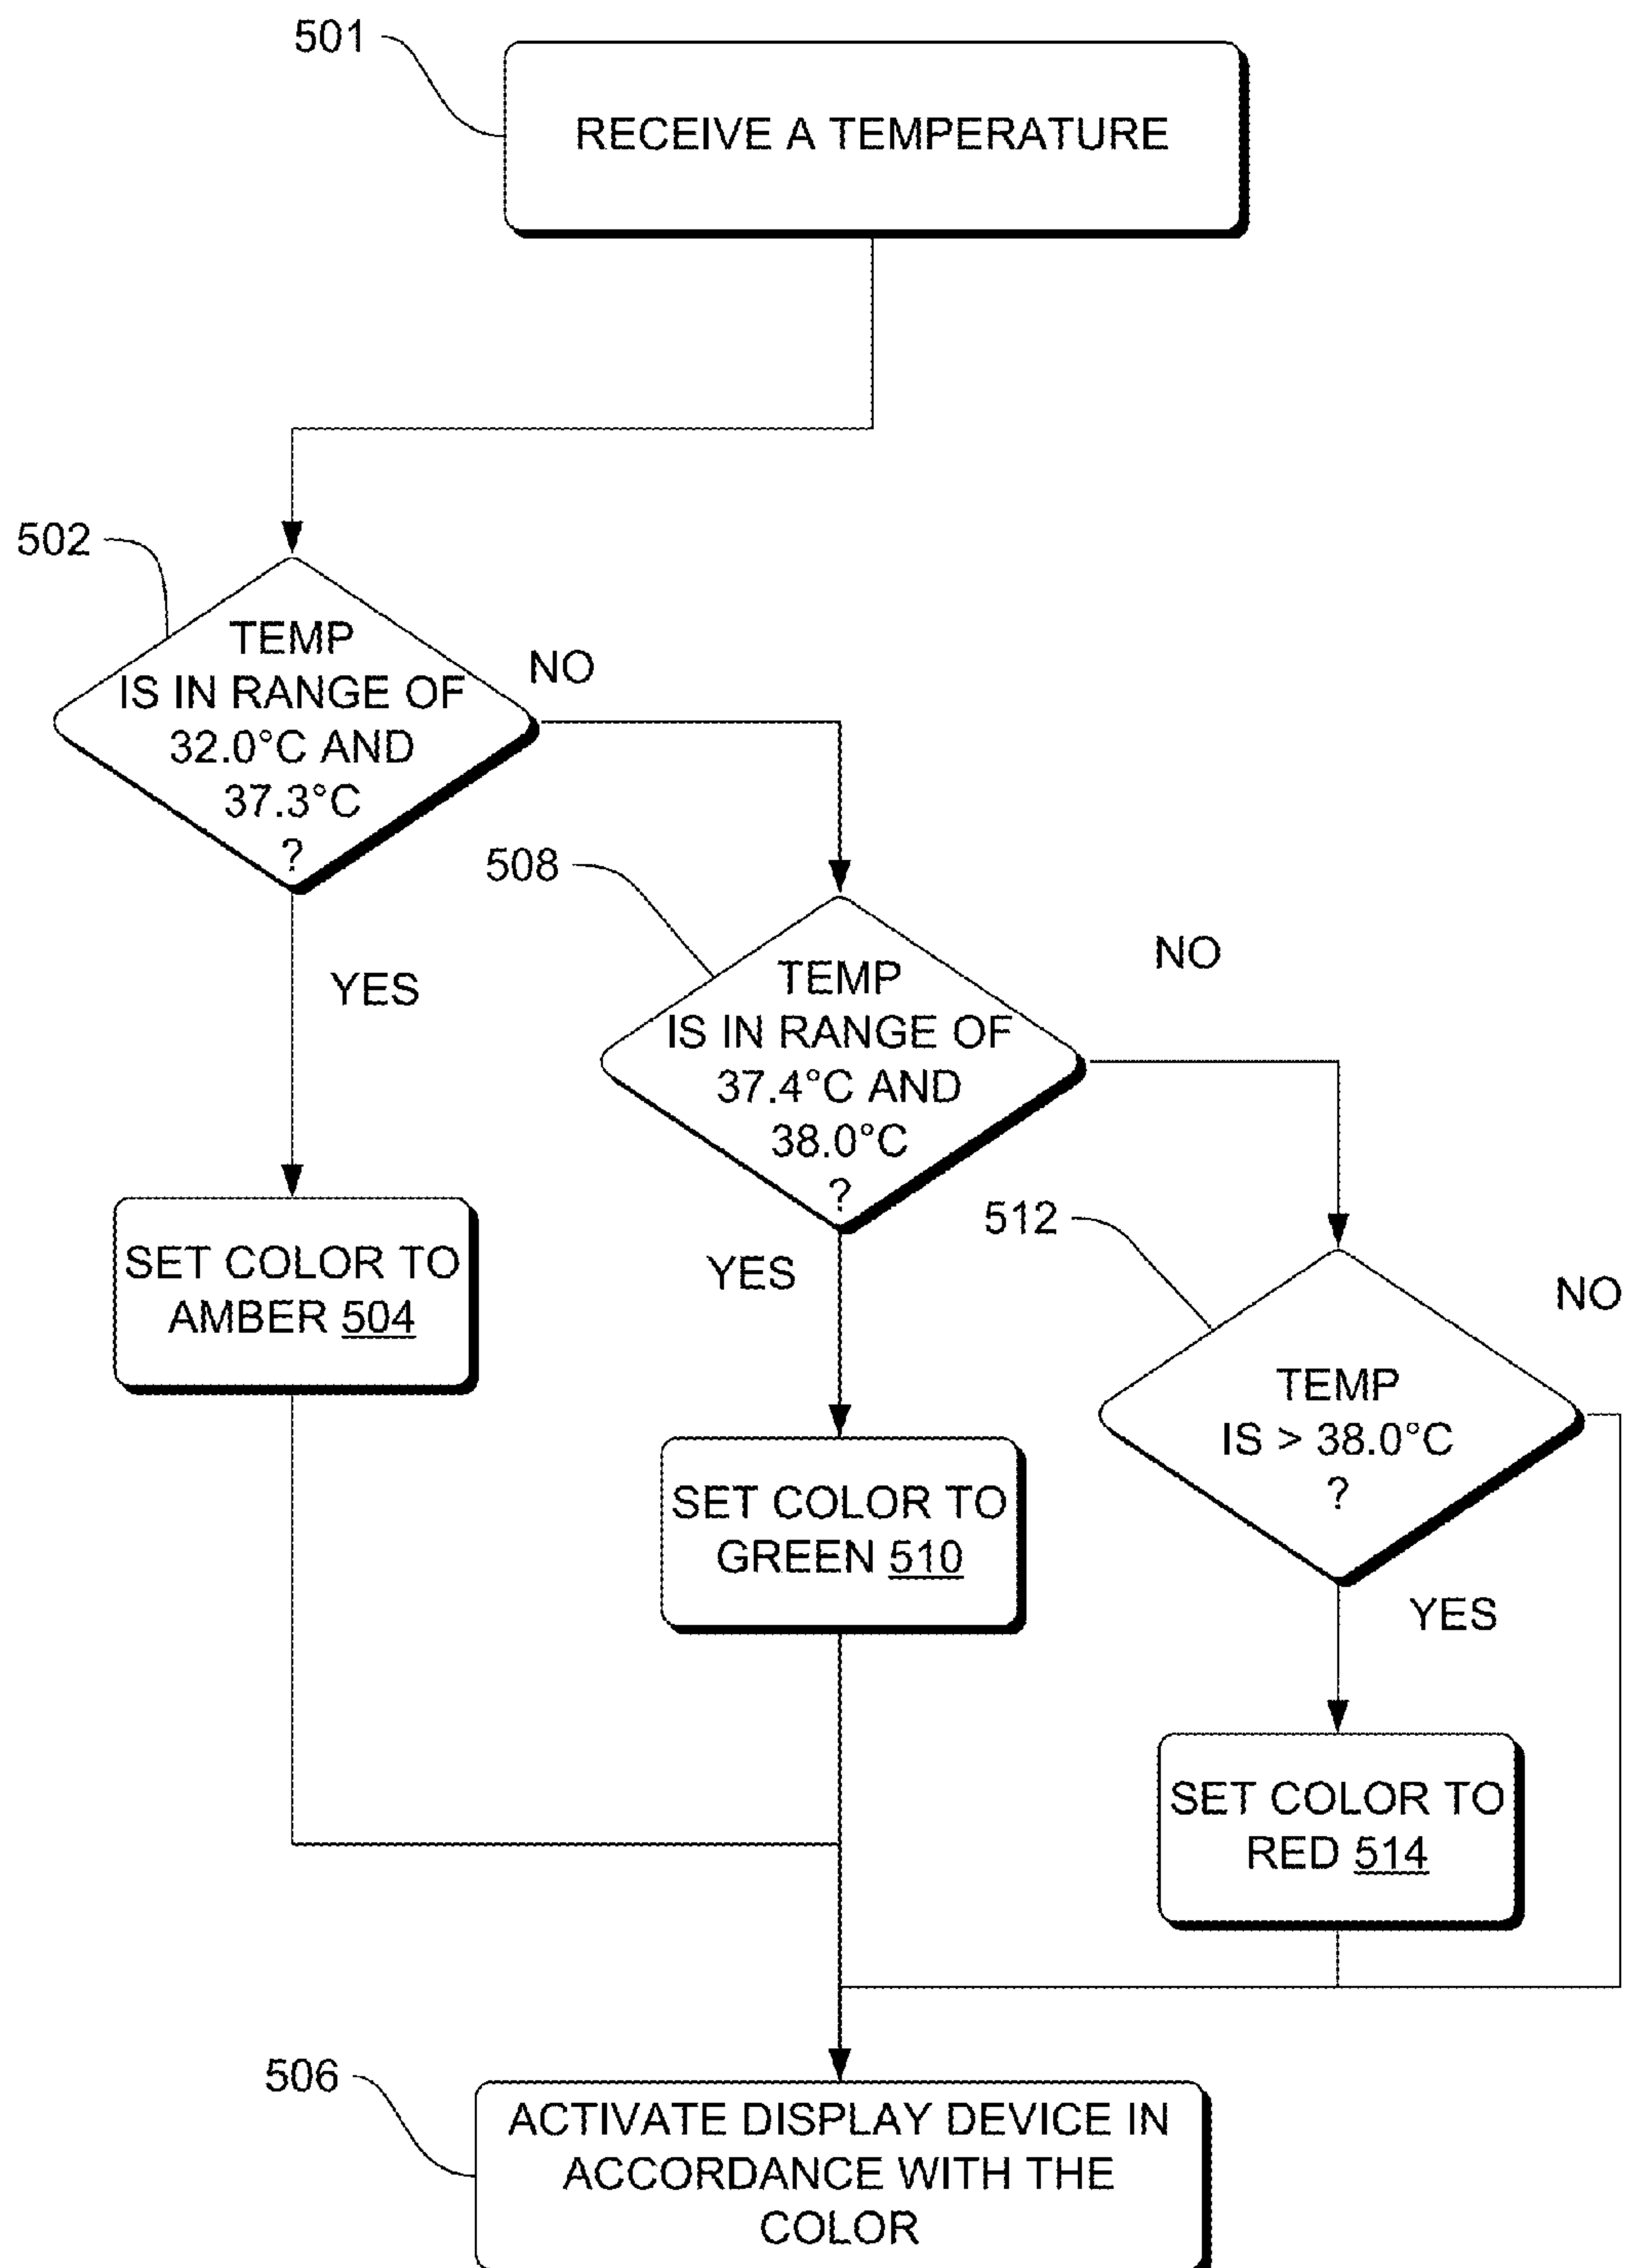 501
RECEIVE A TEMPERATURE
502
TEMP
IS IN RANGE OF
32.0°C AND
37.3°C
?
NO
YES
508
TEMP
IS IN RANGE OF
37.4°C AND
38.0°C
?
NO
YES
SET COLOR TO
AMBER 504
512
TEMP
IS > 38.0°C
?
NO
YES
SET COLOR TO
GREEN 510
SET COLOR TO
RED 514
506
ACTIVATE DISPLAY DEVICE IN
ACCORDANCE WITH THE
COLOR